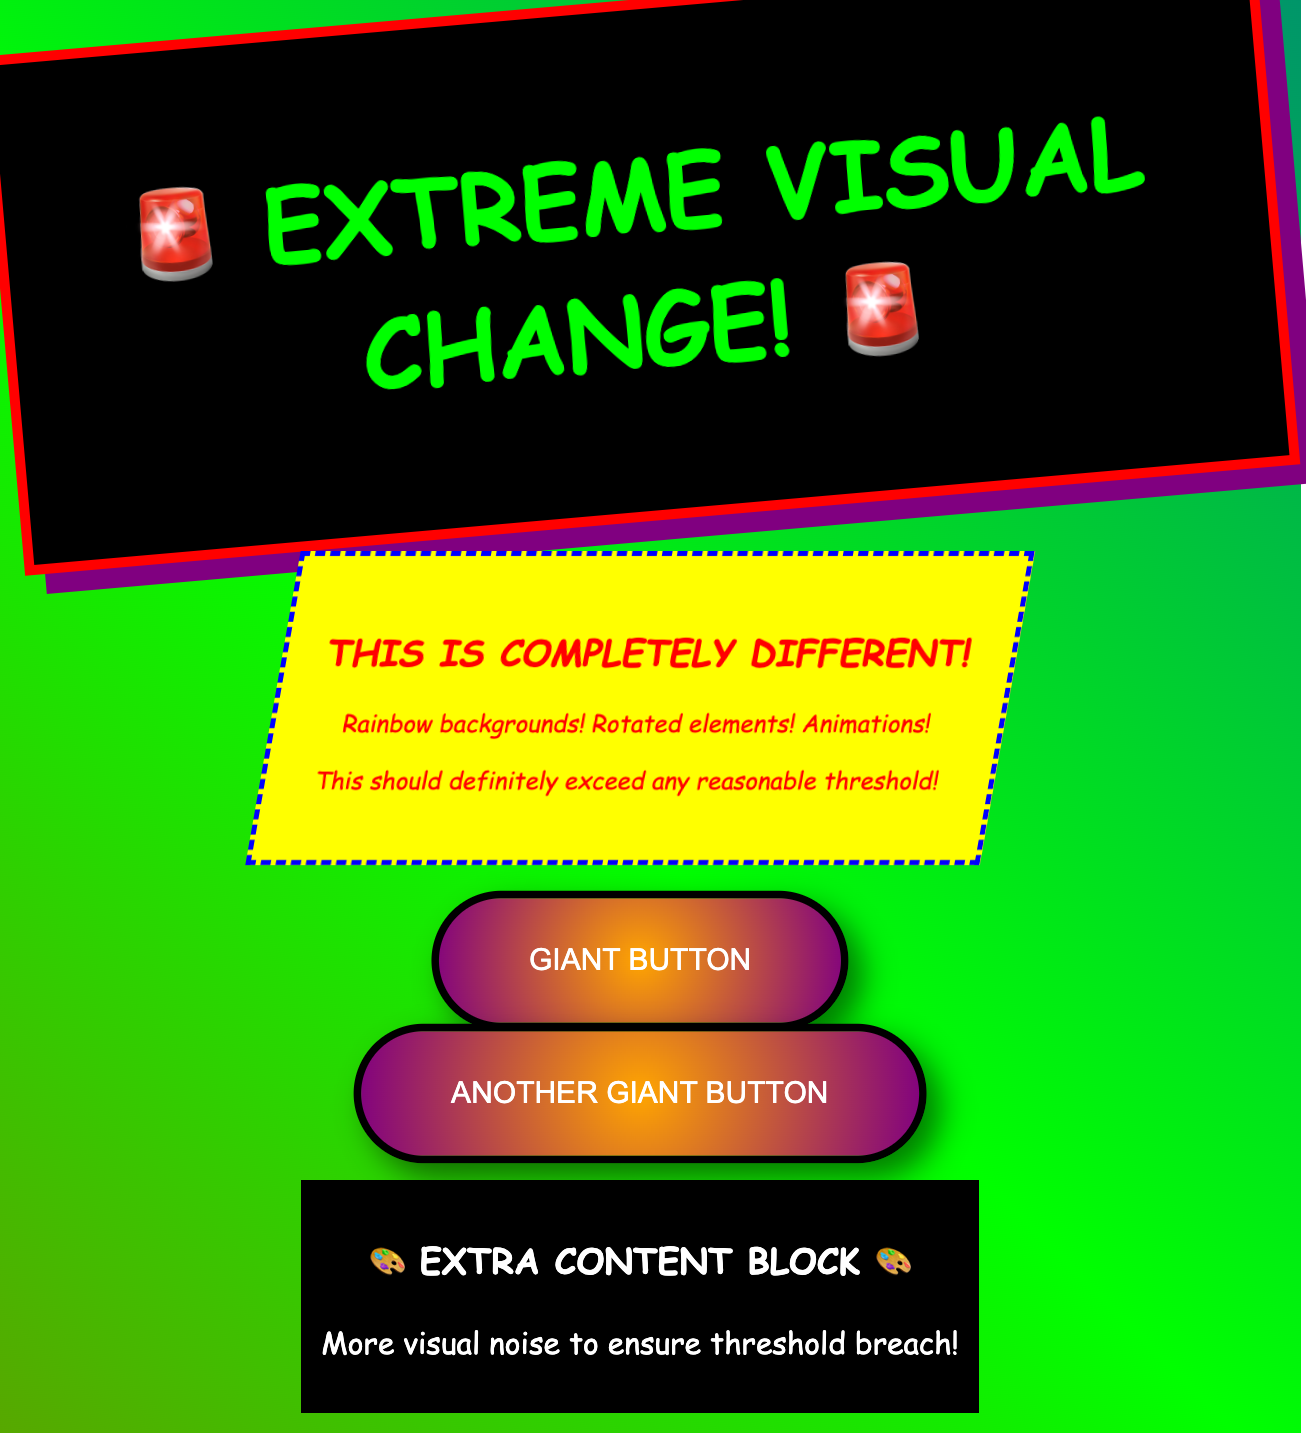 🚨 EXTREME VISUAL
CHANGE! 🚨
THIS IS COMPLETELY DIFFERENT!
Rainbow backgrounds! Rotated elements! Animations!
This should definitely exceed any reasonable threshold!
GIANT BUTTON
ANOTHER GIANT BUTTON
🎨 EXTRA CONTENT BLOCK 🎨
More visual noise to ensure threshold breach!